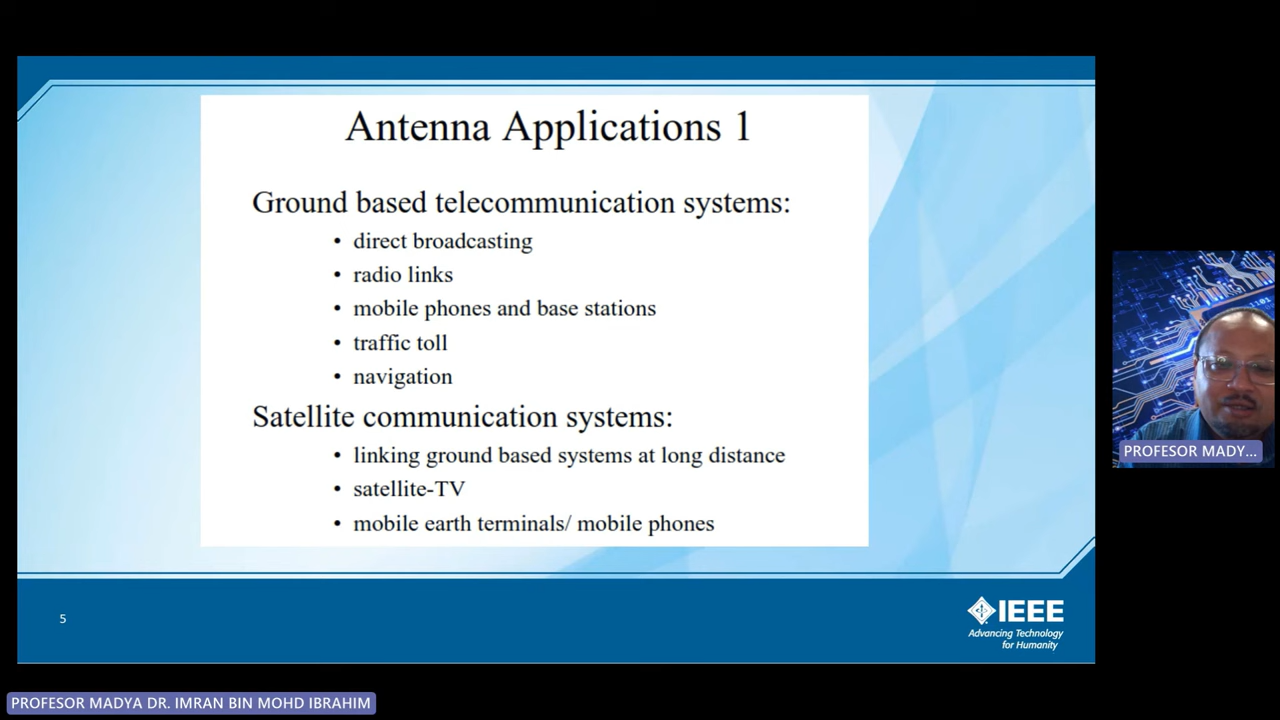 Antenna Applications 1
Ground based telecommunication systems:
• direct broadcasting
• radio links
• mobile phones and base stations
• traffic toll
• navigation
Satellite communication systems:
• linking ground based systems at long distance
• satellite-TV
• mobile earth terminals/ mobile phones
5
IEEE
Advancing Technology
for Humanity
PROFESOR MADY...
PROFESOR MADYA DR. IMRAN BIN MOHD IBRAHIM